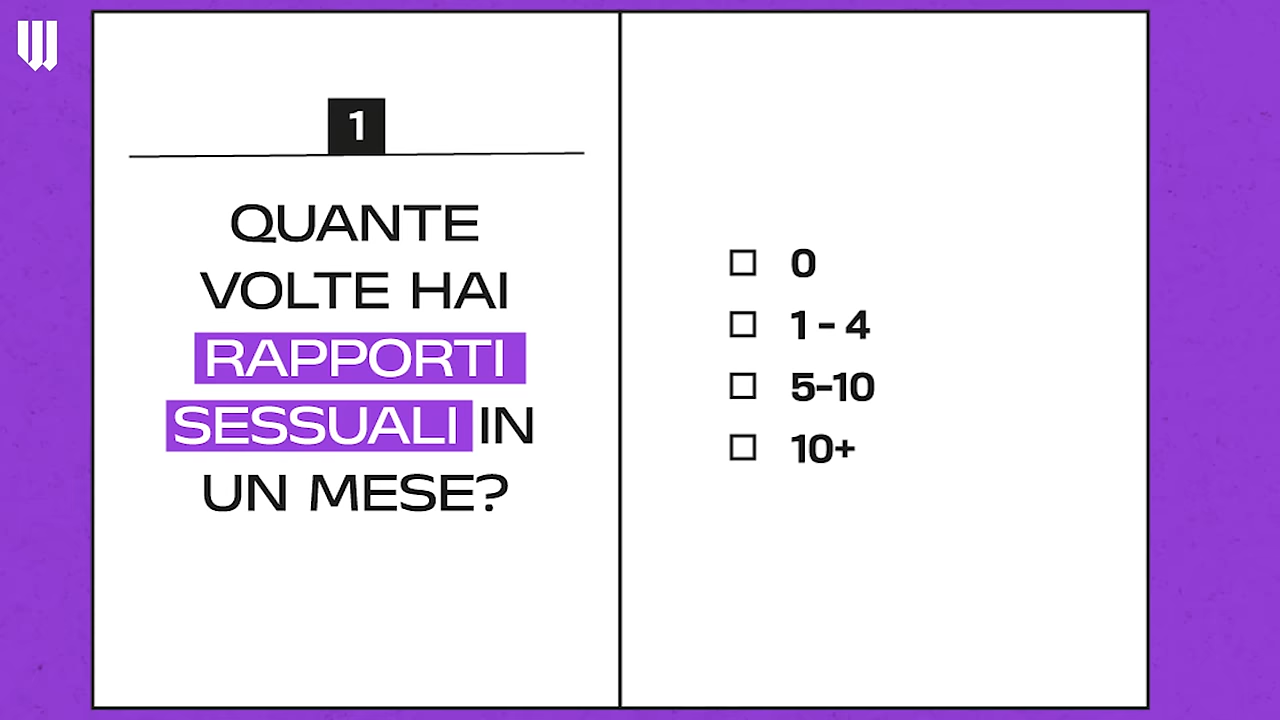 1
QUANTE
VOLTE HAI
RAPPORTI
SESSUALI IN
UN MESE?
0
1 - 4
5-10
10+